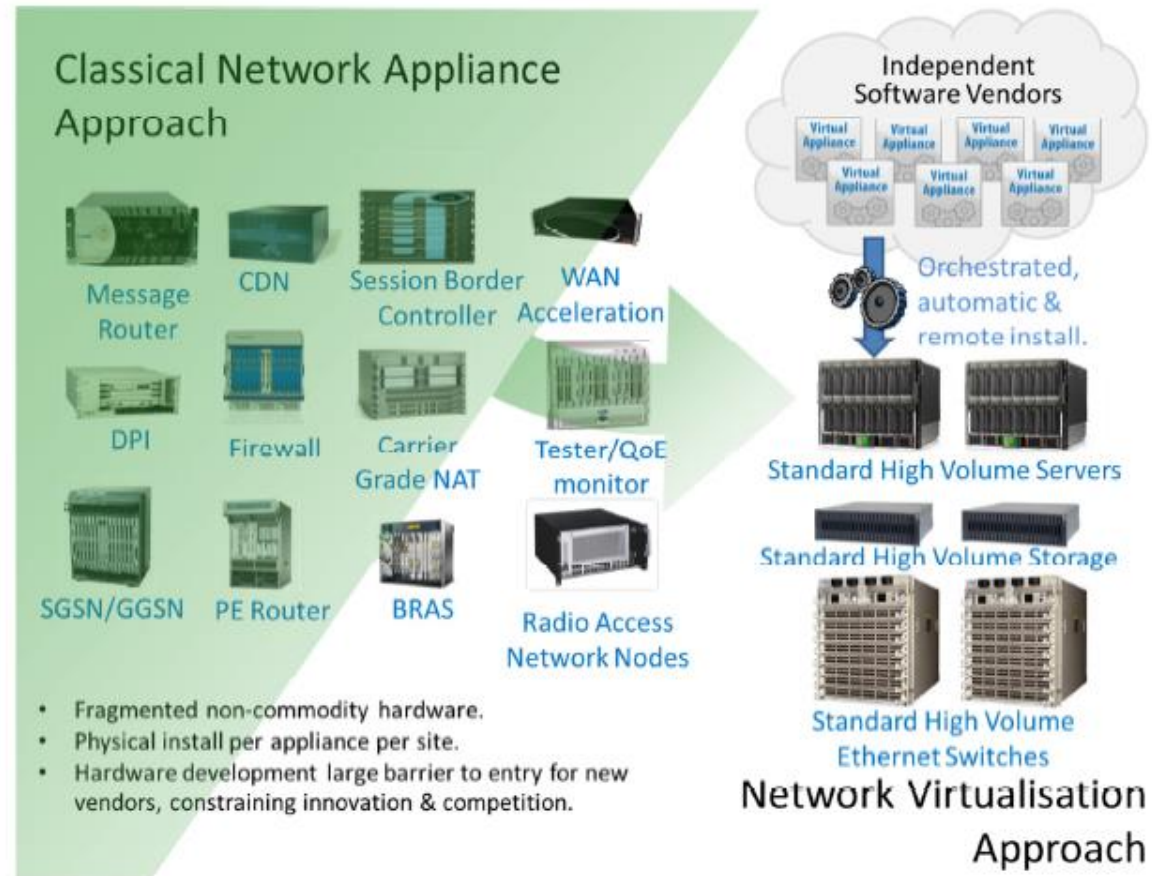 Classical Network Appliance
Approach
Independent
Software Vendors
Virtual
Appliance
Virtual
Appliance
Virtual
Appliance
Virtual
Appliance
Virtual
Appliance
Virtual
Appliance
Virtual
Appliance
Orchestrated,
automatic &
remote install.
Message
Router
CDN
Session Border
Controller
WAN
Acceleration
DPI
Firewall
Carrier
Grade NAT
Tester/QoE
monitor
SGSN/GGSN
PE Router
BRAS
Radio Access
Network Nodes
Standard High Volume Servers
Standard High Volume Storage
Standard High Volume
Ethernet Switches
• Fragmented non-commodity hardware.
• Physical install per appliance per site.
• Hardware development large barrier to entry for new
vendors, constraining innovation & competition.
Network Virtualisation
Approach